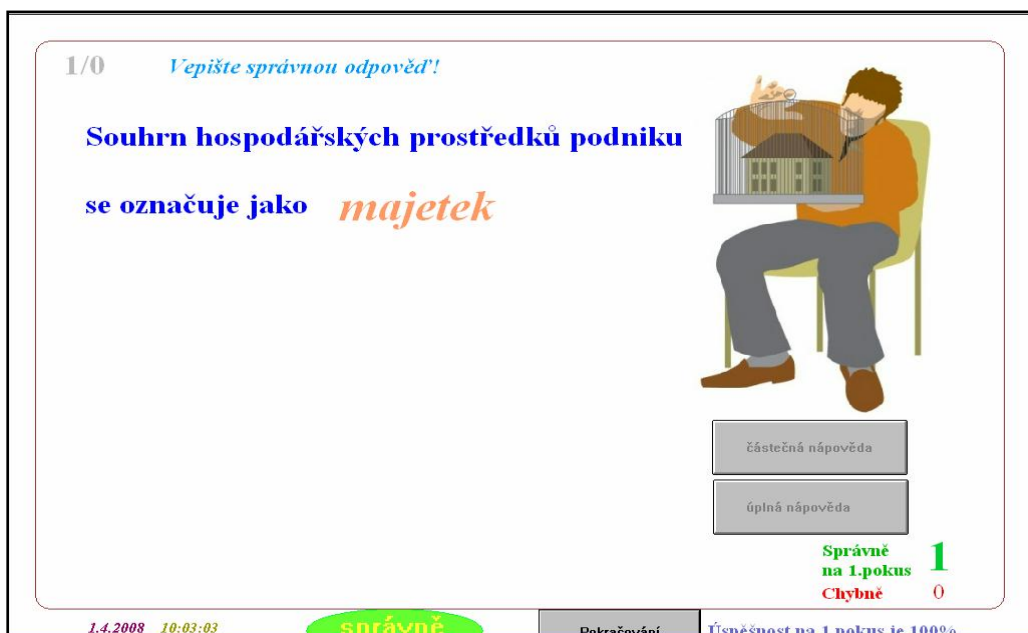 1/0 Vepište správnou odpověď!
Souhrn hospodářských prostředků podniku
se označuje jako majetek
částečná nápověda
úplná nápověda
Správně
na 1.pokus 1
Chybně 0
1.4.2008 10:03:03 správně Pokračování Úspěšnost na 1.pokus je 100%